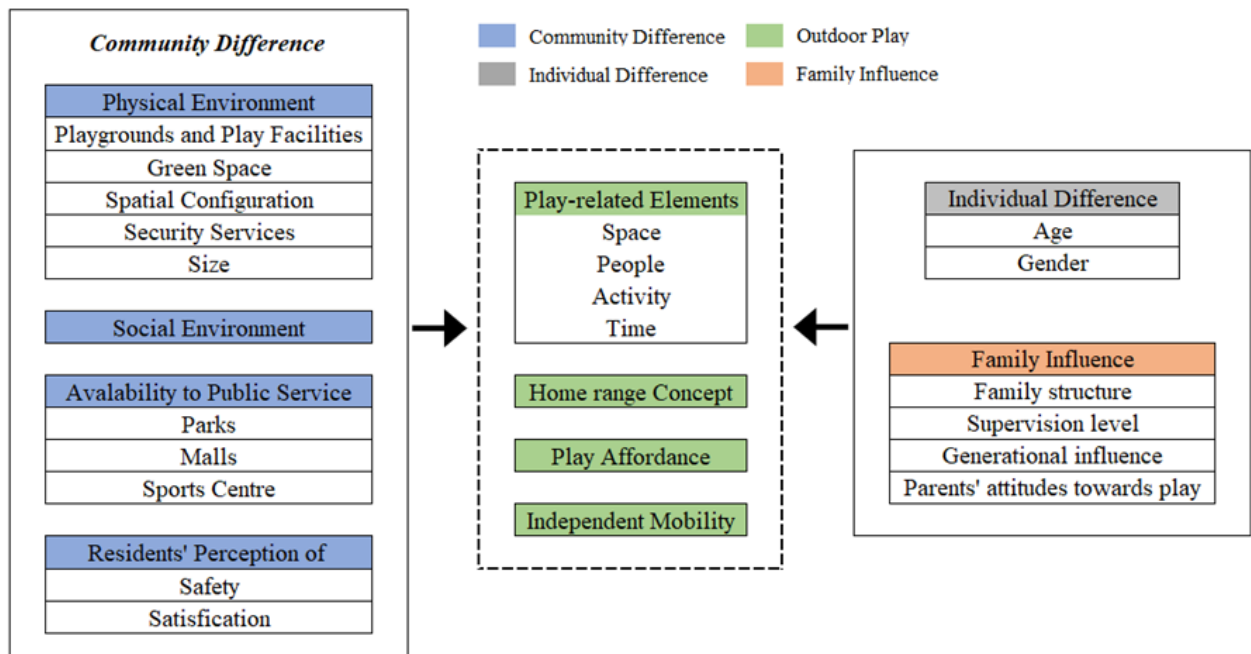 Community Difference
Physical Environment
Playgrounds and Play Facilities
Green Space
Spatial Configuration
Security Services
Size
Social Environment
Avalability to Public Service
Parks
Malls
Sports Centre
Residents' Perception of
Safety
Satisfication
Community Difference
Outdoor Play
Individual Difference
Family Influence
Play-related Elements
Space
People
Activity
Time
Home range Concept
Play Affordance
Independent Mobility
Individual Difference
Age
Gender
Family Influence
Family structure
Supervision level
Generational influence
Parents' attitudes towards play